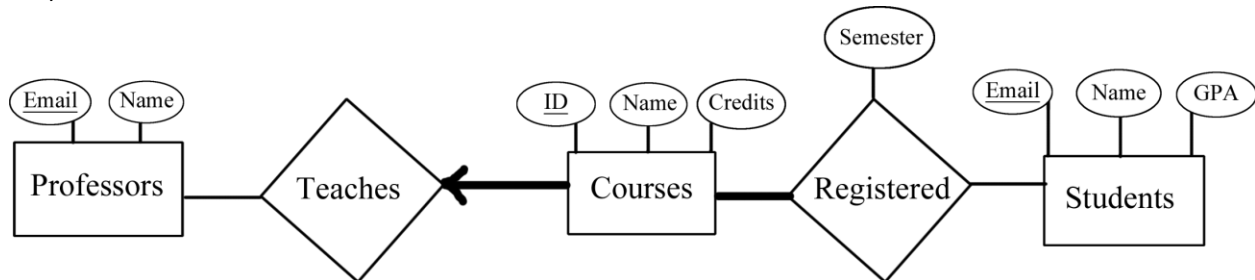 Semester
Email
Name
ID
Name
Credits
Email
Name
GPA
Professors
Teaches
Courses
Registered
Students